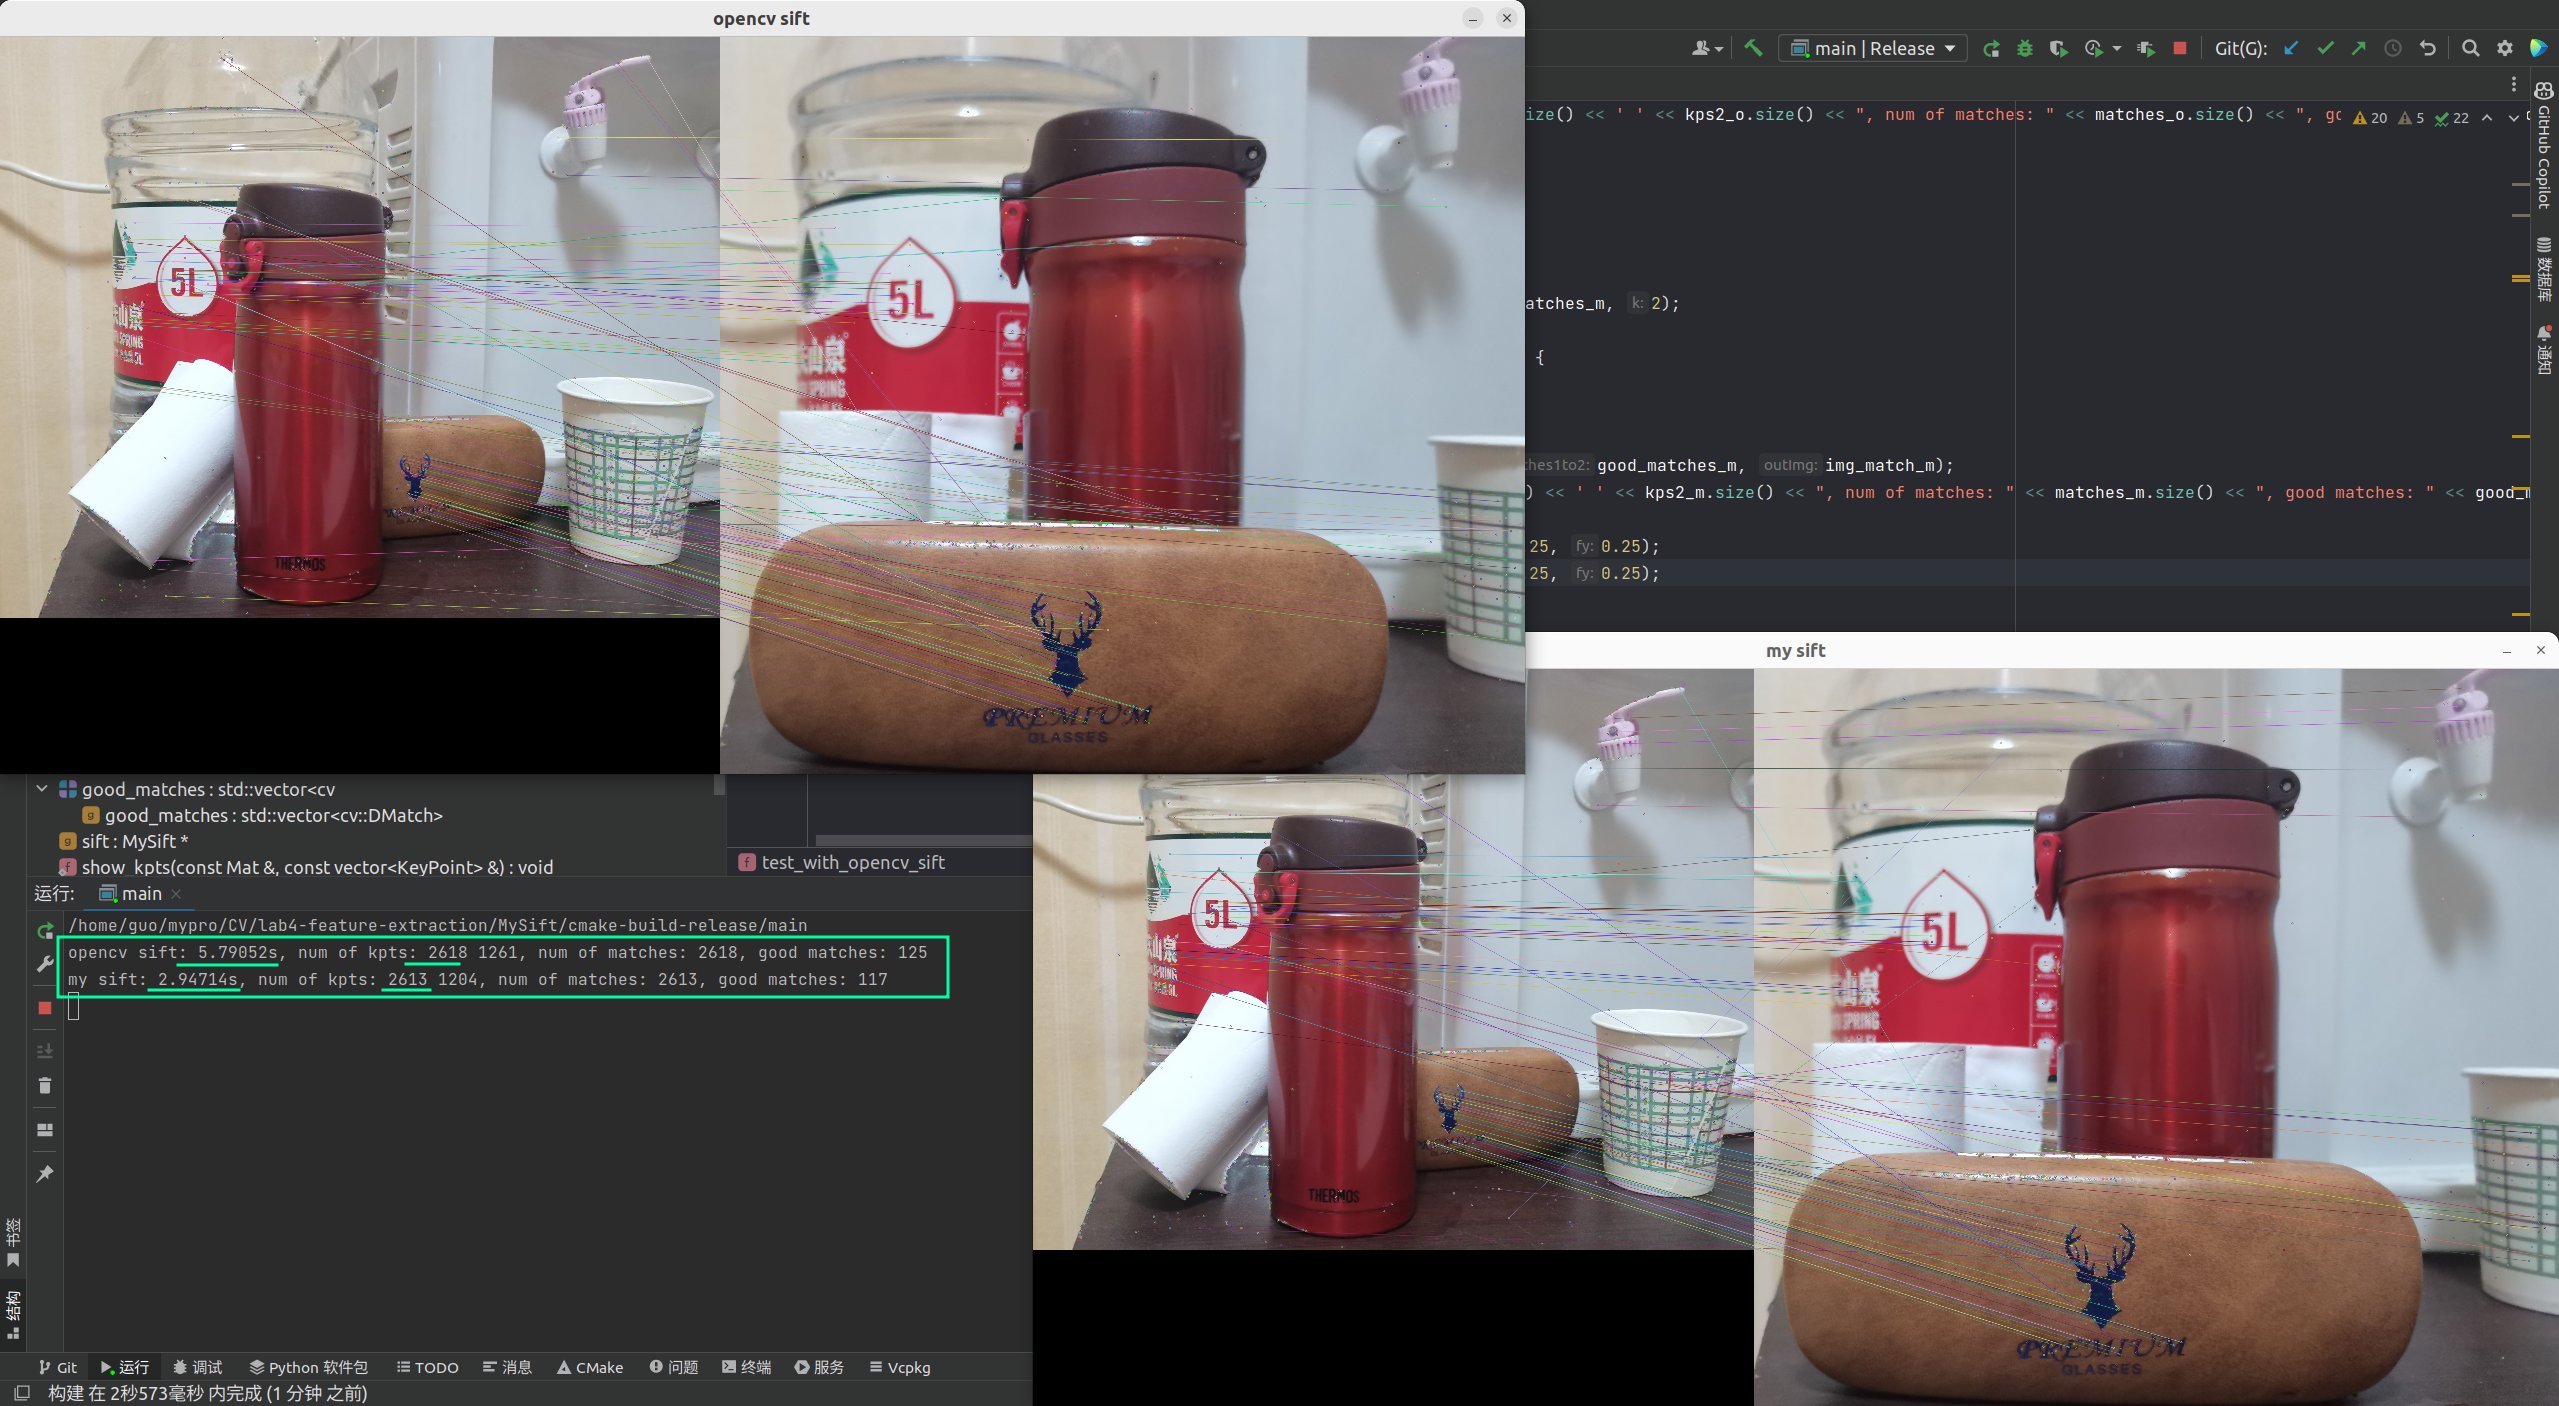 opencv sift
main | Release
Git(G):
ize() << ' ' << kps2_o.size() << ", num of matches: " << matches_o.size() << ", go
20 5 22
GitHub Copilot
数据库
通知
atches_m, k: 2);
{
ches1to2: good_matches_m, outImg: img_match_m);
) << ' ' << kps2_m.size() << ", num of matches: " << matches_m.size() << ", good matches: " << good_m
25, fy: 0.25);
25, fy: 0.25);
5L
山泉
SPRING
THERMOS
5L
山泉
SPRING
PREMIUM
GLASSES
my sift
5L
THERMOS
5L
山泉
SPRING
PREMIUM
GLASSES
good_matches : std::vector<cv
good_matches : std::vector<cv::DMatch>
sift : MySift *
show_kpts(const Mat &, const vector<KeyPoint> &) : void
test_with_opencv_sift
运行: main
/home/guo/mypro/CV/lab4-feature-extraction/MySift/cmake-build-release/main
opencv sift: 5.79052s, num of kpts: 2618 1261, num of matches: 2618, good matches: 125
my sift: 2.94714s, num of kpts: 2613 1204, num of matches: 2613, good matches: 117
书签
结构
Git 运行 调试 Python 软件包 TODO 消息 CMake 问题 终端 服务 Vcpkg
构建 在 2秒573毫秒 内完成 (1 分钟 之前)